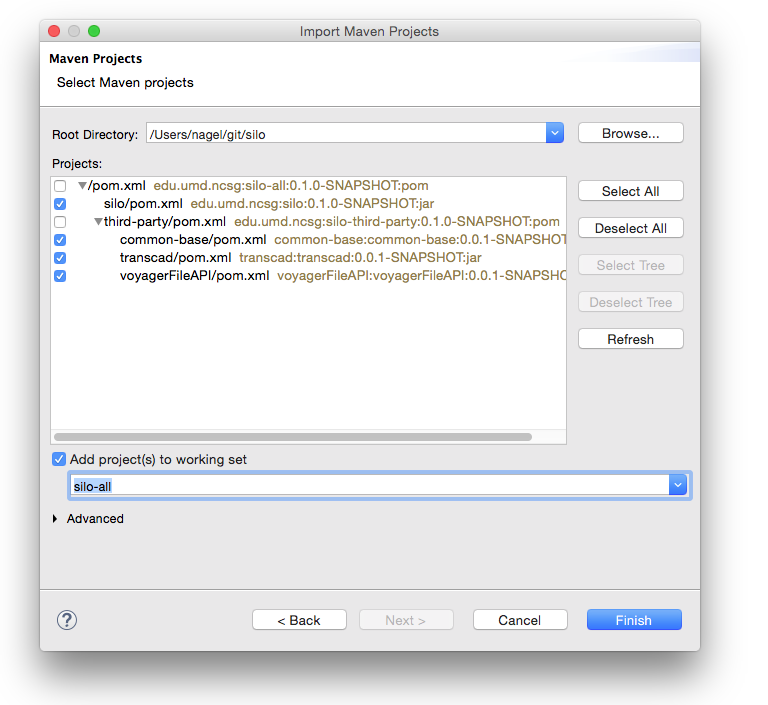 Import Maven Projects
Maven Projects
Select Maven projects
Root Directory: /Users/nagel/git/silo Browse...
Projects:
/pom.xml edu.umd.ncsg:silo-all:0.1.0-SNAPSHOT:pom
silo/pom.xml edu.umd.ncsg:silo:0.1.0-SNAPSHOT:jar
third-party/pom.xml edu.umd.ncsg:silo-third-party:0.1.0-SNAPSHOT:pom
common-base/pom.xml common-base:common-base:0.0.1-SNAPSHOT
transcad/pom.xml transcad:transcad:0.0.1-SNAPSHOT:jar
voyagerFileAPI/pom.xml voyagerFileAPI:voyagerFileAPI:0.0.1-SNAPSHO
Select All
Deselect All
Select Tree
Deselect Tree
Refresh
Add project(s) to working set
silo-all
Advanced
? < Back Next > Cancel Finish